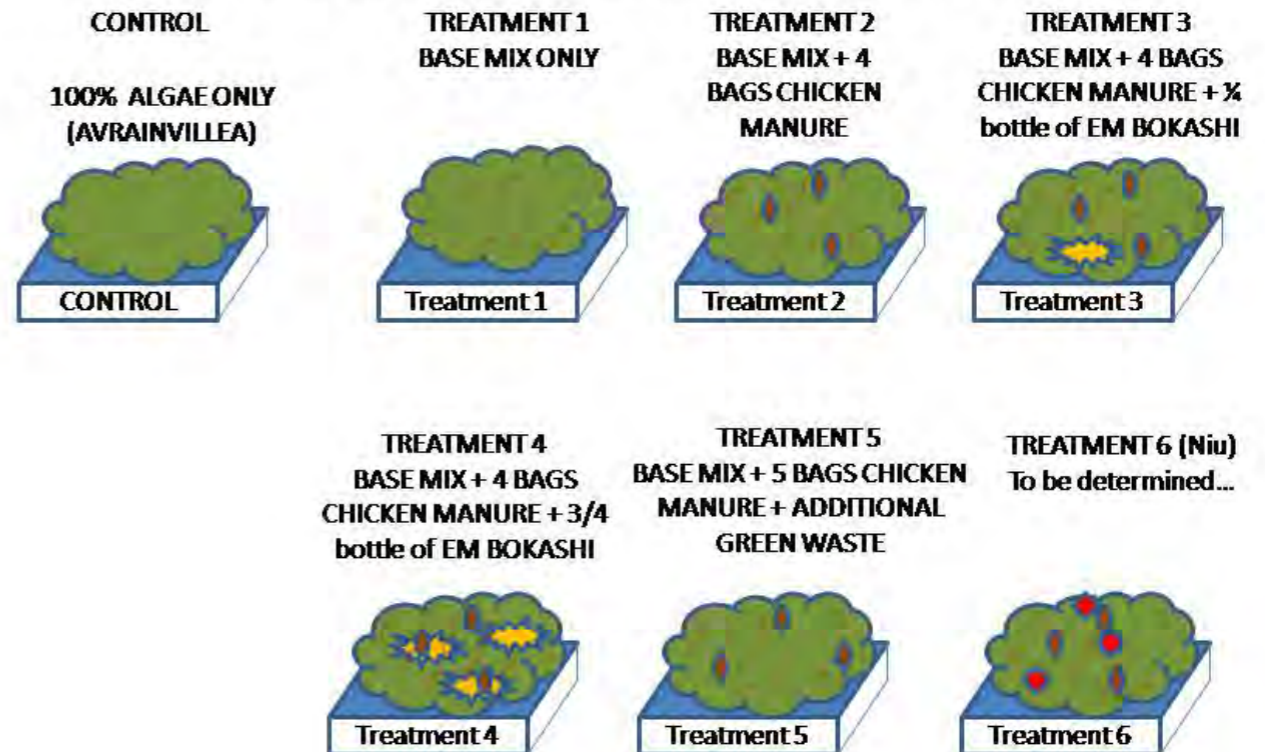 CONTROL
100% ALGAE ONLY
(AVRAINVILLEA)
CONTROL
TREATMENT 1
BASE MIX ONLY
Treatment 1
TREATMENT 2
BASE MIX + 4
BAGS CHICKEN
MANURE
Treatment 2
TREATMENT 3
BASE MIX + 4 BAGS
CHICKEN MANURE + ¼
bottle of EM BOKASHI
Treatment 3
TREATMENT 4
BASE MIX + 4 BAGS
CHICKEN MANURE + 3/4
bottle of EM BOKASHI
Treatment 4
TREATMENT 5
BASE MIX + 5 BAGS CHICKEN
MANURE + ADDITIONAL
GREEN WASTE
Treatment 5
TREATMENT 6 (Niu)
To be determined...
Treatment 6